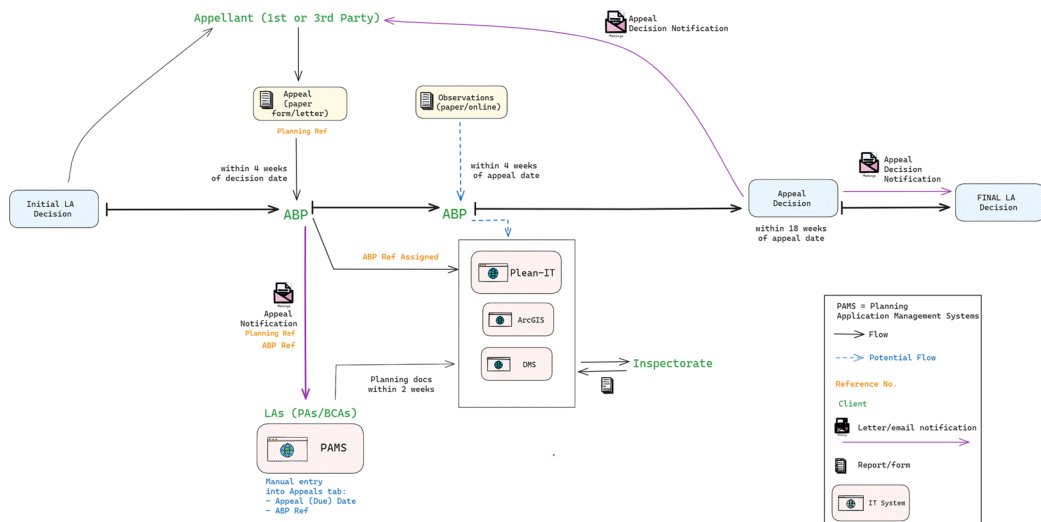 Appellant (1st or 3rd Party)
Appeal
Decision Notification
Appeal
(paper
form/letter)
Planning Ref
Observations
(paper/online)
within 4 weeks
of decision date
within 4 weeks
of appeal date
Appeal
Decision
Notification
Initial LA
Decision
ABP
ABP
Appeal
Decision
FINAL LA
Decision
within 18 weeks
of appeal date
ABP Ref Assigned
Plean-IT
ArcGIS
DMS
Appeal
Notification
Planning Ref
ABP Ref
Planning docs
within 2 weeks
Inspectorate
LAs (PAs/BCAs)
PAMS
Manual entry
into Appeals tab:
- Appeal (Due) Date
- ABP Ref
PAMS = Planning
Application Management Systems
Flow
Potential Flow
Reference No.
Client
Letter/email notification
Report/form
IT System